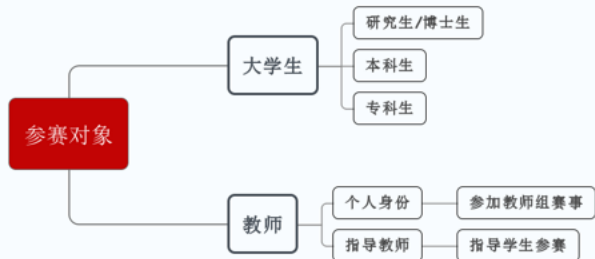 参赛对象
大学生
研究生/博士生
本科生
专科生
教师
个人身份
参加教师组赛事
指导教师
指导学生参赛